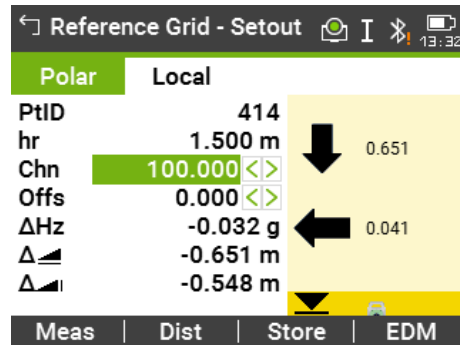 Reference Grid - Setout 13:32
Polar Local
PtID 414
hr 1.500 m
Chn 100.000 <>
Offs 0.000 <>
ΔHz -0.032 g
Δ -0.651 m
Δ -0.548 m
0.651
0.041
Meas | Dist | Store | EDM